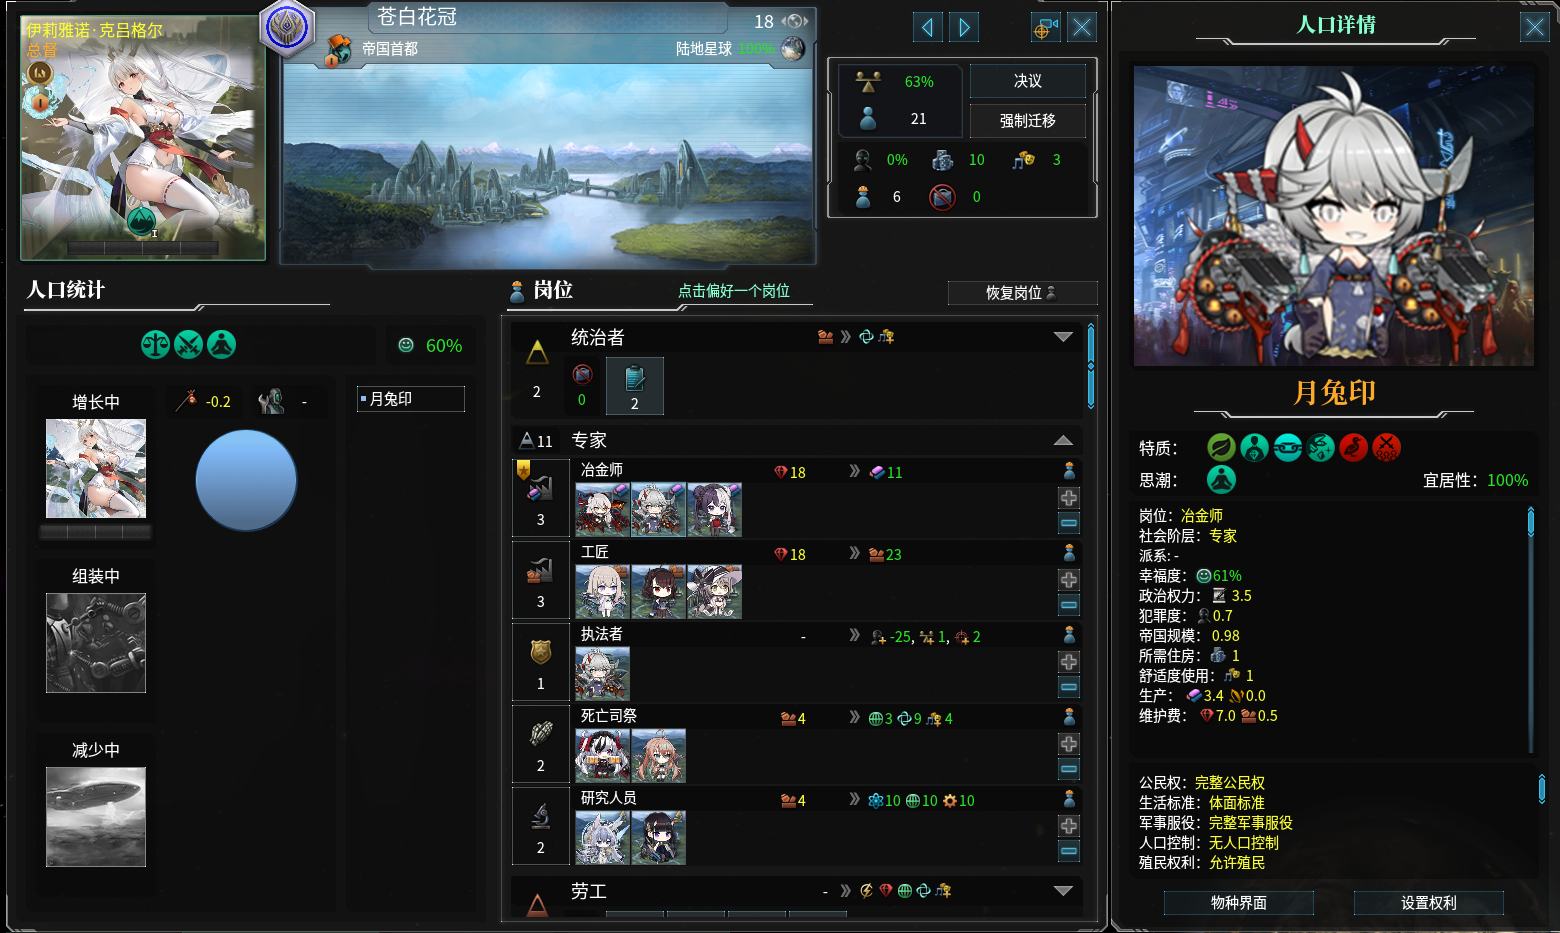 伊莉雅诺·克吕格尔
总督
苍白花冠
18
帝国首都
陆地星球 100%
63%
决议
21
强制迁移
0%
10
3
6
0
人口统计
60%
增长中
-0.2
-
月兔印
组装中
减少中
岗位
点击偏好一个岗位
恢复岗位
统治者
2
0
2
11
专家
冶金师
18
11
3
工匠
18
23
3
执法者
-
-25, 1, 2
1
死亡司祭
4
3 9 4
2
研究人员
4
10 10 10
2
劳工
-
人口详情
月兔印
特质:
思潮:
宜居性: 100%
岗位: 冶金师
社会阶层: 专家
派系: -
幸福度: 61%
政治权力: 3.5
犯罪度: 0.7
帝国规模: 0.98
所需住房: 1
舒适度使用: 1
生产: 3.4 0.0
维护费: 7.0 0.5
公民权: 完整公民权
生活标准: 体面标准
军事服役: 完整军事服役
人口控制: 无人口控制
殖民权利: 允许殖民
物种界面
设置权利